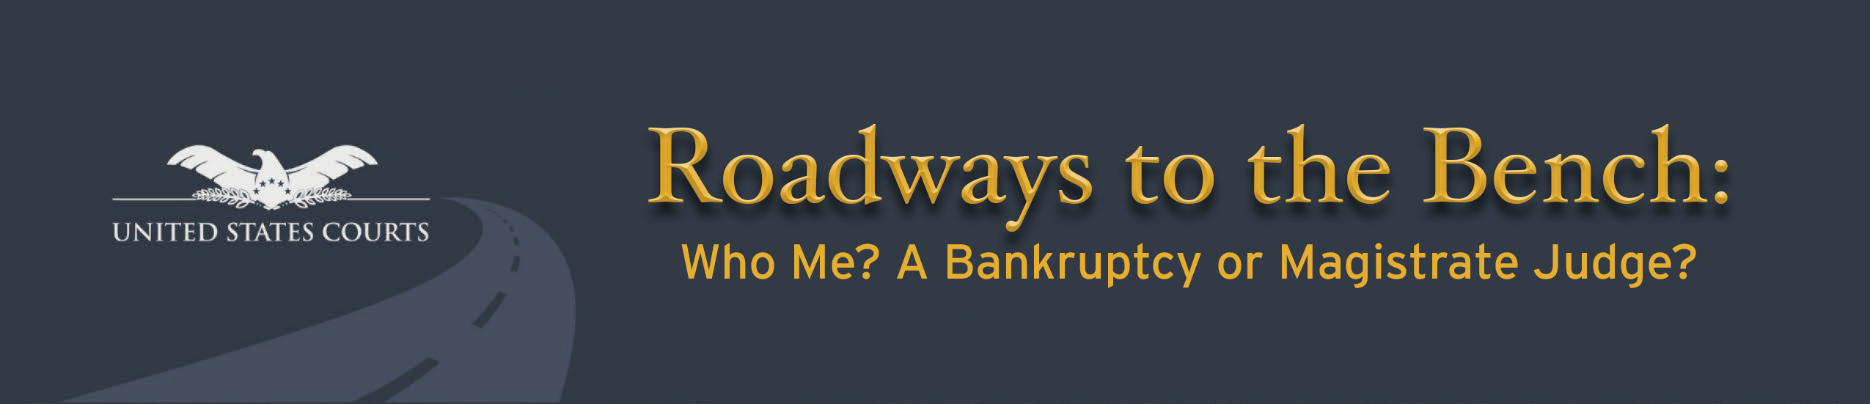 UNITED STATES COURTS
Roadways to the Bench:
Who Me? A Bankruptcy or Magistrate Judge?